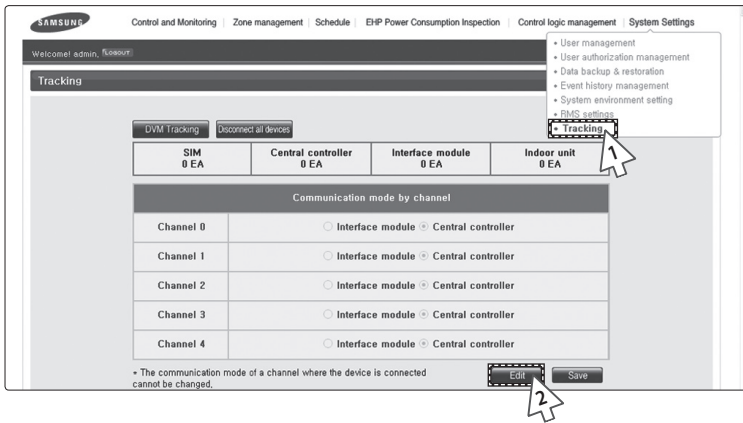 SAMSUNG Control and Monitoring Zone management Schedule EHP Power Consumption Inspection Control logic management System Settings
Welcome! admin, LOGOUT
• User management
• User authorization management
• Data backup & restoration
• Event history management
• System environment setting
• RMS settings
• Tracking
Tracking
1
DVM Tracking Disconnect all devices
SIM Central controller Interface module Indoor unit
0 EA 0 EA 0 EA 0 EA
Communication mode by channel
Channel 0 Interface module Central controller
Channel 1 Interface module Central controller
Channel 2 Interface module Central controller
Channel 3 Interface module Central controller
Channel 4 Interface module Central controller
* The communication mode of a channel where the device is connected
cannot be changed.
Edit Save
2